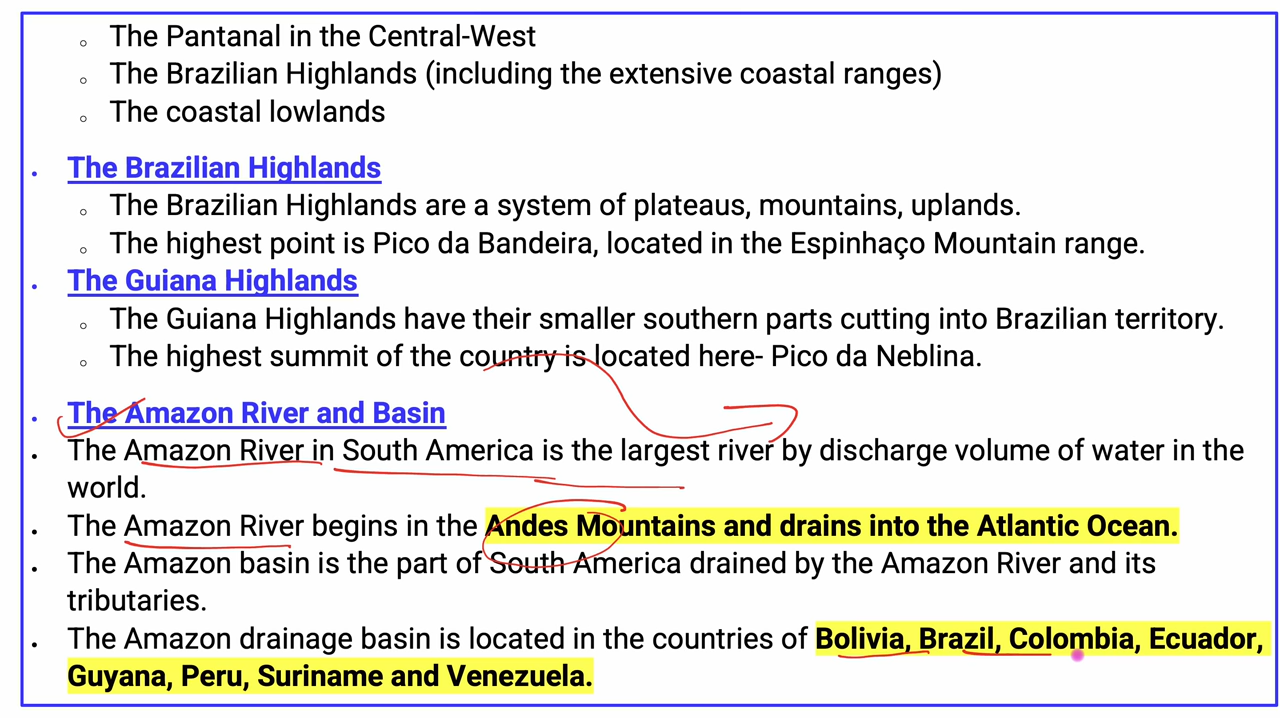 The Pantanal in the Central-West
The Brazilian Highlands (including the extensive coastal ranges)
The coastal lowlands
The Brazilian Highlands
The Brazilian Highlands are a system of plateaus, mountains, uplands.
The highest point is Pico da Bandeira, located in the Espinhaço Mountain range.
The Guiana Highlands
The Guiana Highlands have their smaller southern parts cutting into Brazilian territory.
The highest summit of the country is located here- Pico da Neblina.
The Amazon River and Basin
The Amazon River in South America is the largest river by discharge volume of water in the
world.
The Amazon River begins in the Andes Mountains and drains into the Atlantic Ocean.
The Amazon basin is the part of South America drained by the Amazon River and its
tributaries.
The Amazon drainage basin is located in the countries of Bolivia, Brazil, Colombia, Ecuador,
Guyana, Peru, Suriname and Venezuela.